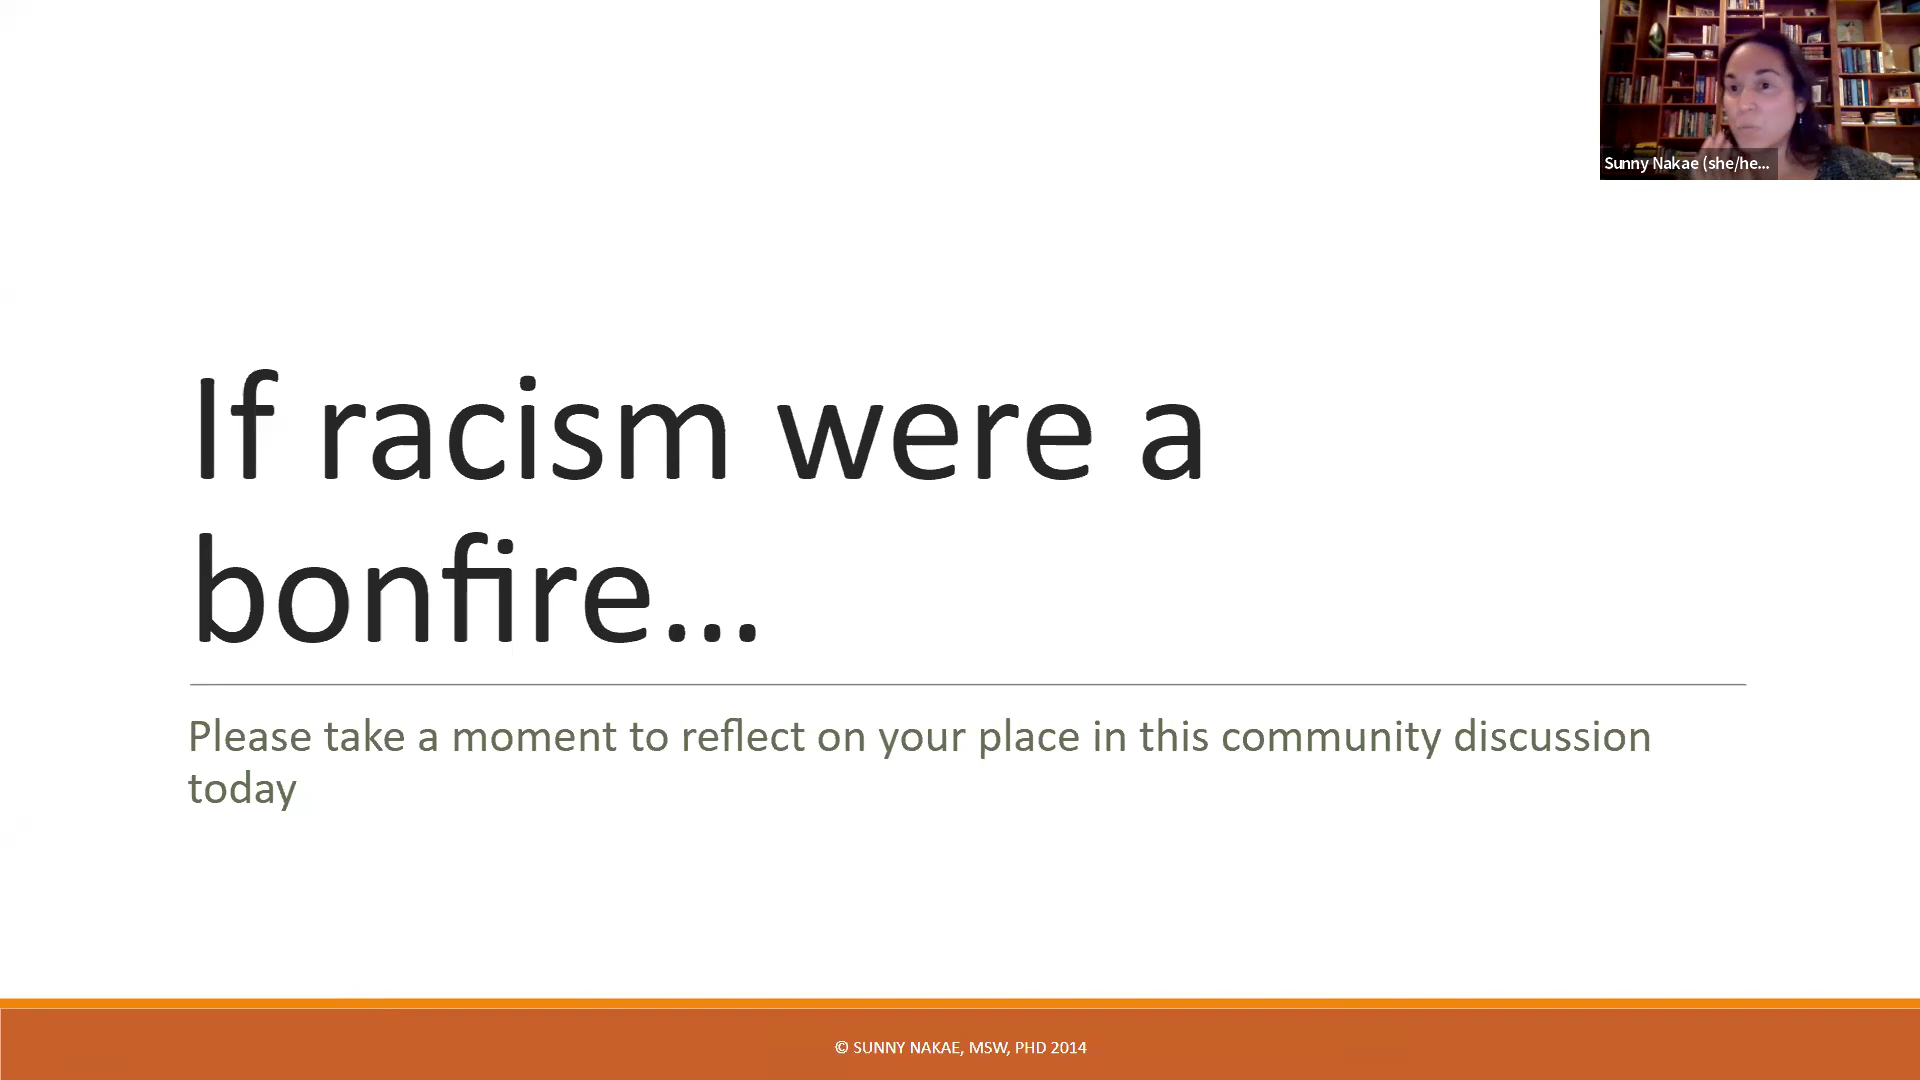 Sunny Nakae (she/he...
If racism were a
bonfire...
Please take a moment to reflect on your place in this community discussion
today
© SUNNY NAKAE, MSW, PHD 2014